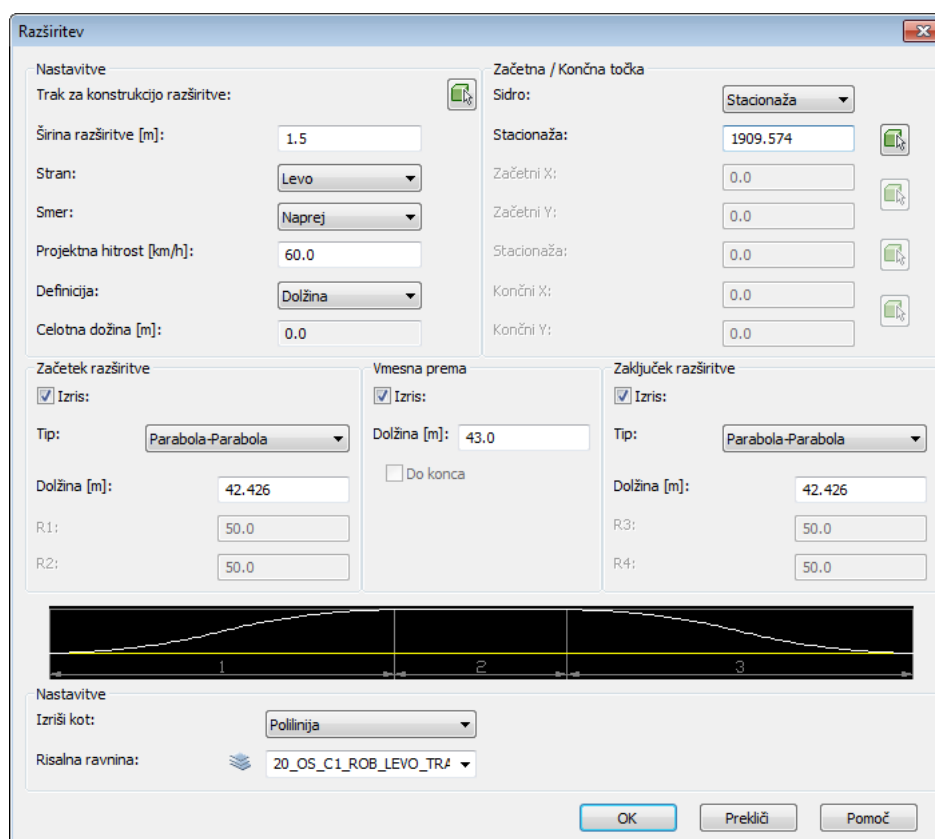 Razširitev
Nastavitve
Trak za konstrukcijo razširitve:
Širina razširitve [m]: 1.5
Stran: Levo
Smer: Naprej
Projektna hitrost [km/h]: 60.0
Definicija: Dolžina
Celotna dožina [m]: 0.0
Začetna / Končna točka
Sidro: Stacionaža
Stacionaža: 1909.574
Začetni X: 0.0
Začetni Y: 0.0
Stacionaža: 0.0
Končni X: 0.0
Končni Y: 0.0
Začetek razširitve
Izris:
Tip: Parabola-Parabola
Dolžina [m]: 42.426
R1: 50.0
R2: 50.0
Vmesna prema
Izris:
Dolžina [m]: 43.0
Do konca
Zaključek razširitve
Izris:
Tip: Parabola-Parabola
Dolžina [m]: 42.426
R3: 50.0
R4: 50.0
1 2 3
Nastavitve
Izriši kot: Polilinija
Risalna ravnina: 20_OS_C1_ROB_LEVO_TRA
OK Prekliči Pomoč